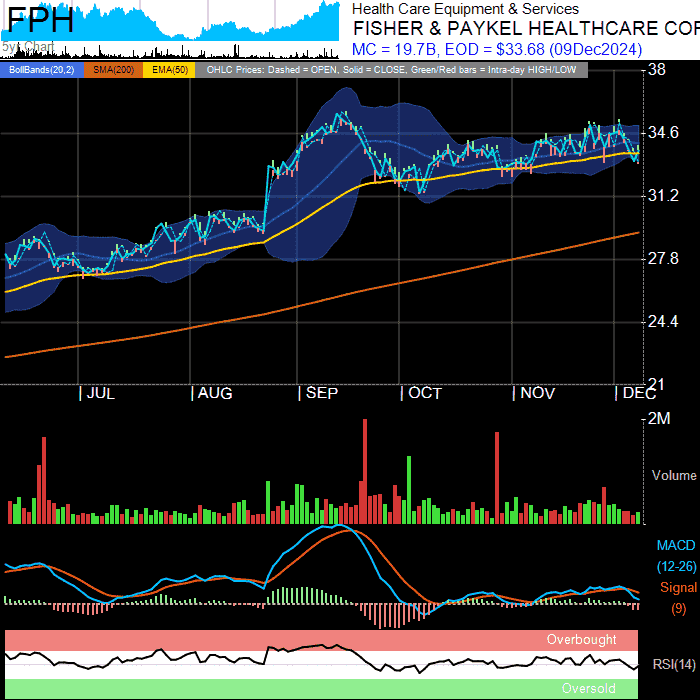 FPH
5yr Chart
Health Care Equipment & Services
FISHER & PAYKEL HEALTHCARE COR
MC = 19.7B, EOD = $33.68 (09Dec2024)
BollBands(20,2) SMA(200) EMA(50) OHLC Prices: Dashed = OPEN, Solid = CLOSE, Green/Red bars = Intra-day HIGH/LOW
38
34.6
31.2
27.8
24.4
21
JUL AUG SEP OCT NOV DEC
2M
Volume
MACD
(12-26)
Signal
(9)
Overbought
RSI(14)
Oversold